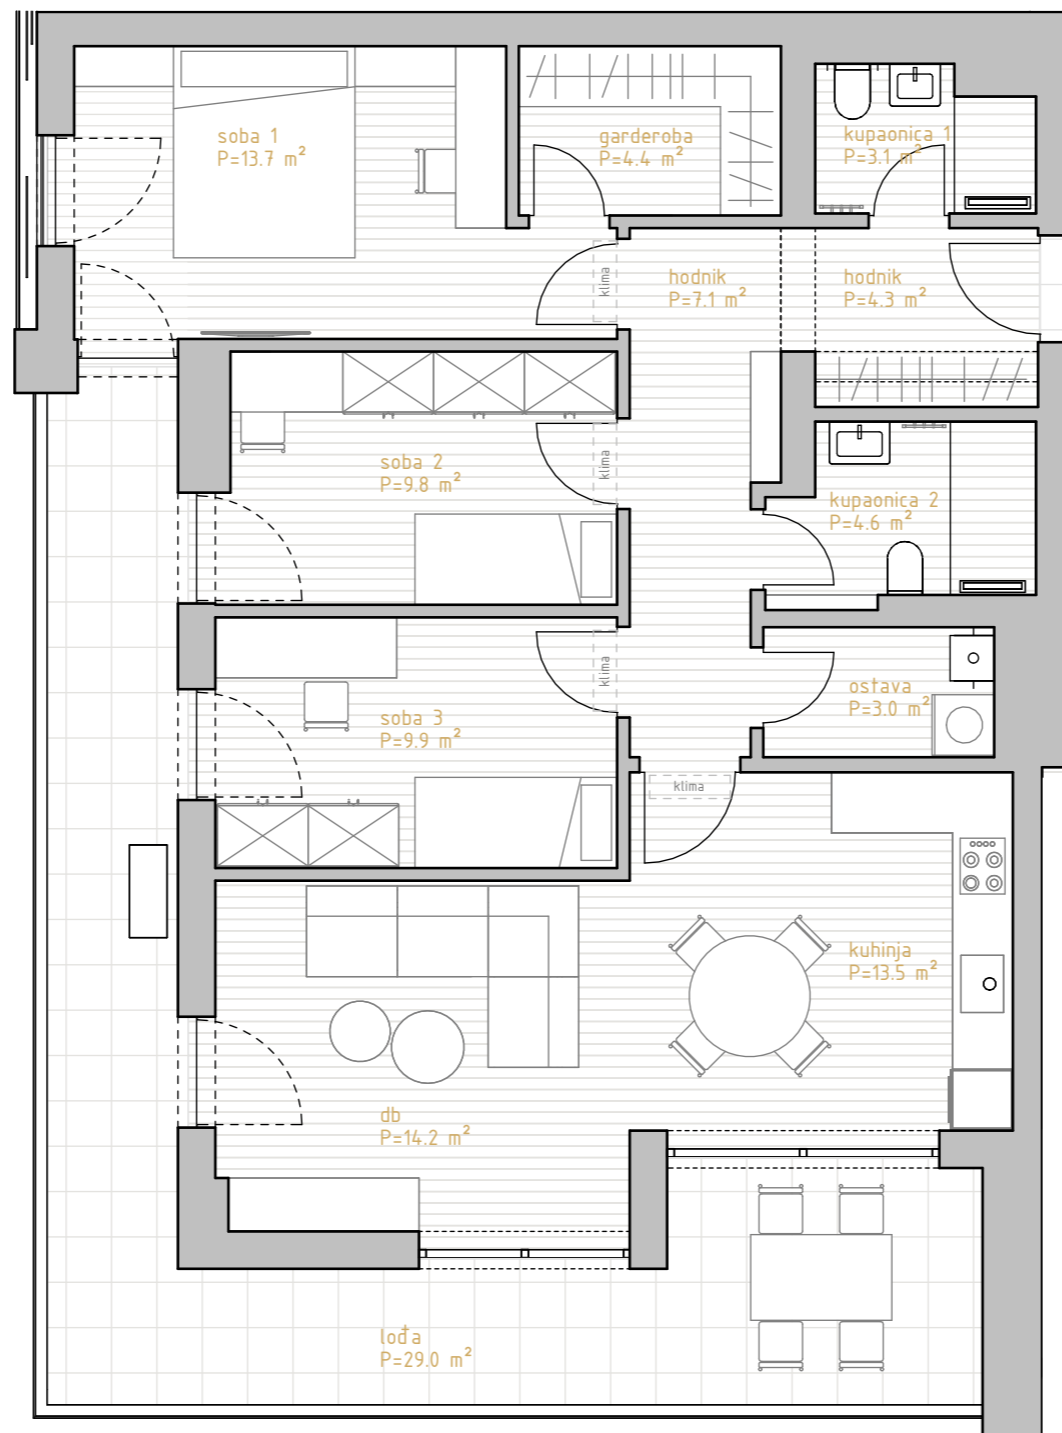 soba 1
P=13.7 m²
garderoba
P=4.4 m²
kupaonica 1
P=3.1 m²
klima
hodnik
P=7.1 m²
hodnik
P=4.3 m²
soba 2
P=9.8 m²
klima
kupaonica 2
P=4.6 m²
soba 3
P=9.9 m²
klima
ostava
P=3.0 m²
klima
kuhinja
P=13.5 m²
db
P=14.2 m²
lođa
P=29.0 m²